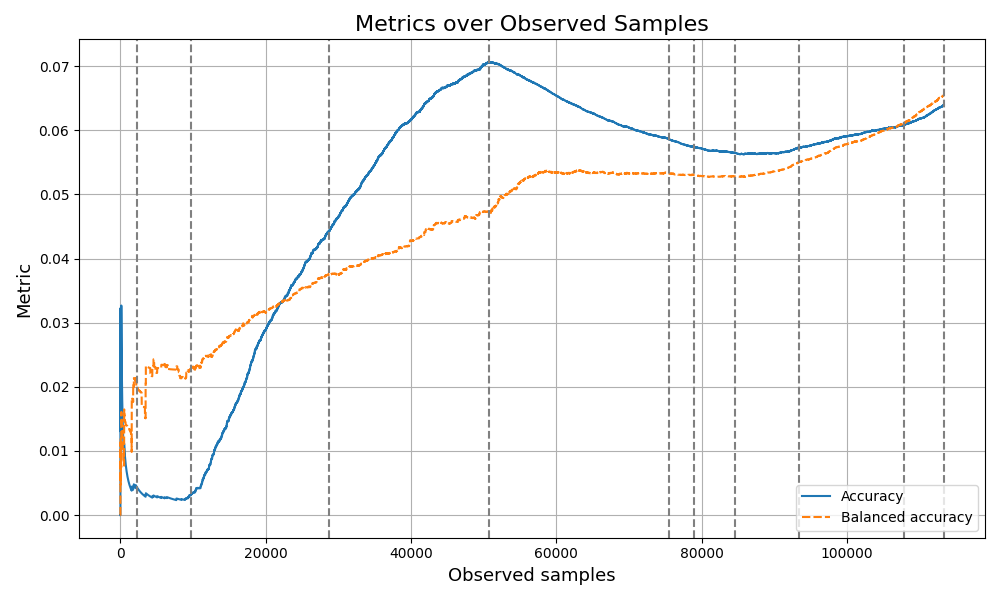 Metrics over Observed Samples
Metric
0.07
0.06
0.05
0.04
0.03
0.02
0.01
0.00
0
20000
40000
60000
80000
100000
Observed samples
Accuracy
Balanced accuracy